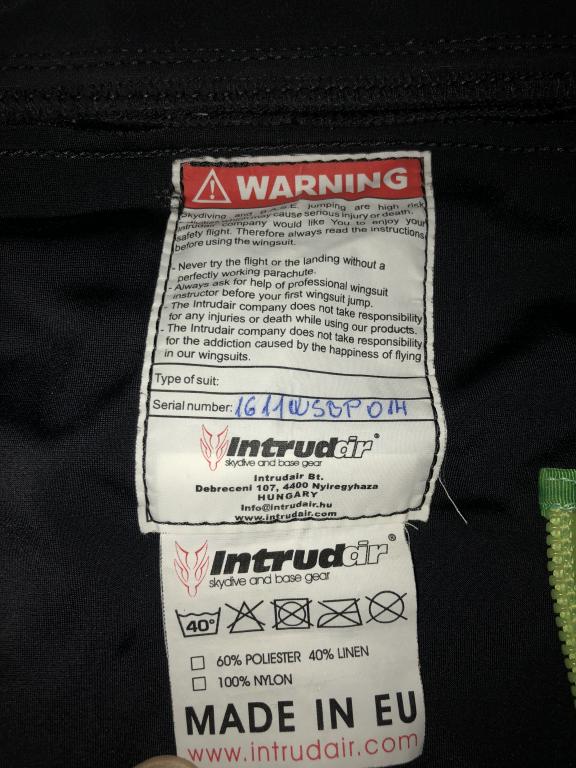 WARNING
Skydiving and B.A.S.E. jumping are high risk
may cause serious injury or death.
Intrudair company would like You to enjoy your
safety flight. Therefore always read the instructions
before using the wingsuit.
- Never try the flight or the landing without a
perfectly working parachute.
- Always ask for help of professional wingsuit
instructor before your first wingsuit jump.
- The Intrudair company does not take responsibility
for any injuries or death while using our products.
- The Intrudair company does not take responsibility
for the addiction caused by the happiness of flying
in our wingsuits.
Type of suit:
Serial number: 1611WSBP014
Intrudair®
skydive and base gear
Intrudair Bt.
Debreceni 107, 4400 Nyiregyhaza
HUNGARY
Info@intrudair.hu
www.intrudair.com
Intrudair®
skydive and base gear
40°
60% POLIESTER 40% LINEN
100% NYLON
MADE IN EU
www.intrudair.com